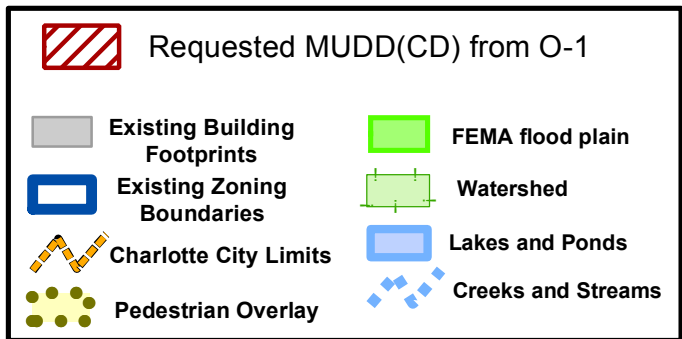 Requested MUDD(CD) from O-1
Existing Building
Footprints
Existing Zoning
Boundaries
Charlotte City Limits
Pedestrian Overlay
FEMA flood plain
Watershed
Lakes and Ponds
Creeks and Streams